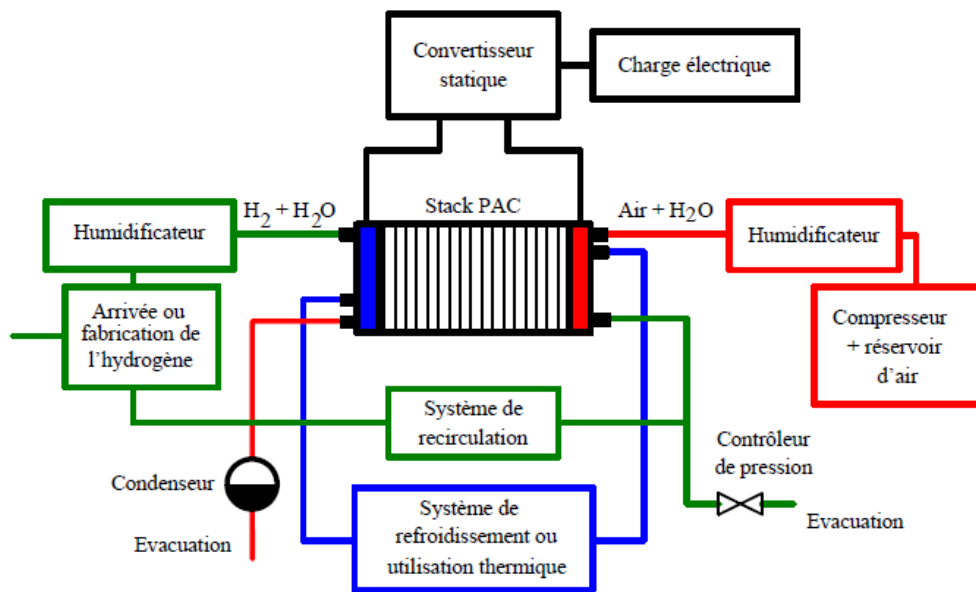 Convertisseur
statique
Charge électrique
H2 + H2O
Stack PAC
Air + H2O
Humidificateur
Humidificateur
Arrivée ou
fabrication de
l’hydrogène
Compresseur
+ réservoir
d’air
Système de
recirculation
Contrôleur
de pression
Condenseur
Evacuation
Système de
refroidissement ou
utilisation thermique
Evacuation